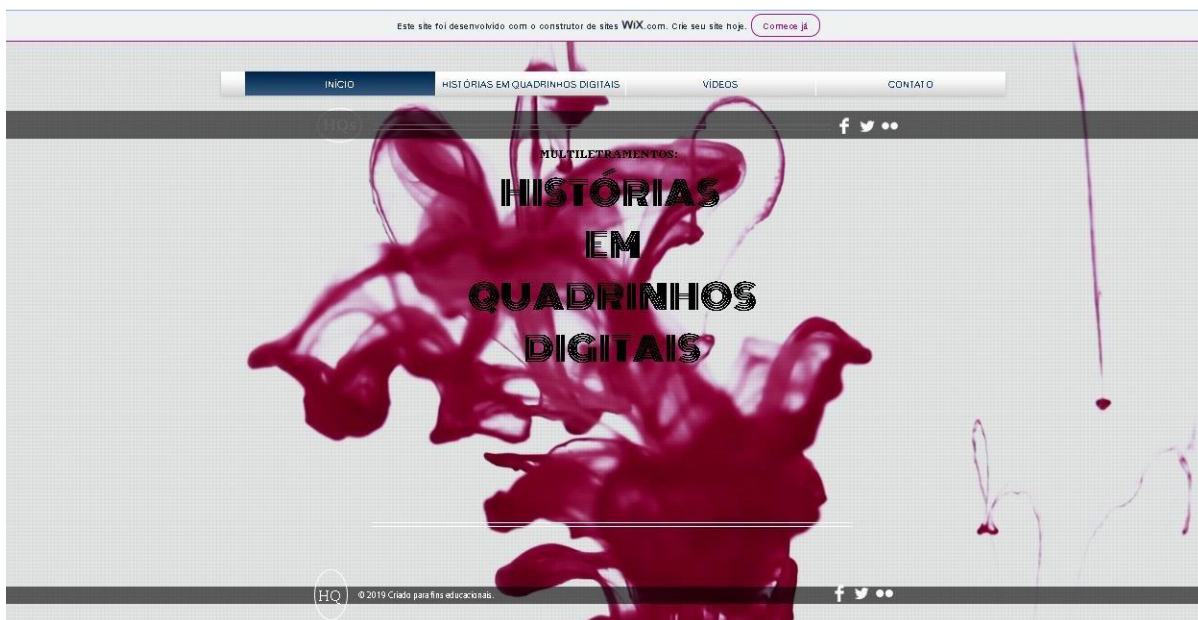 Este site foi desenvolvido com o construtor de sites WiX.com. Crie seu site hoje. Comece já
INÍCIO HISTÓRIAS EM QUADRINHOS DIGITAIS VÍDEOS CONTATO
HQs
MULTILETRAMENTOS:
HISTÓRIAS
EM
QUADRINHOS
DIGITAIS
HQ © 2019 Criado para fins educacionais.